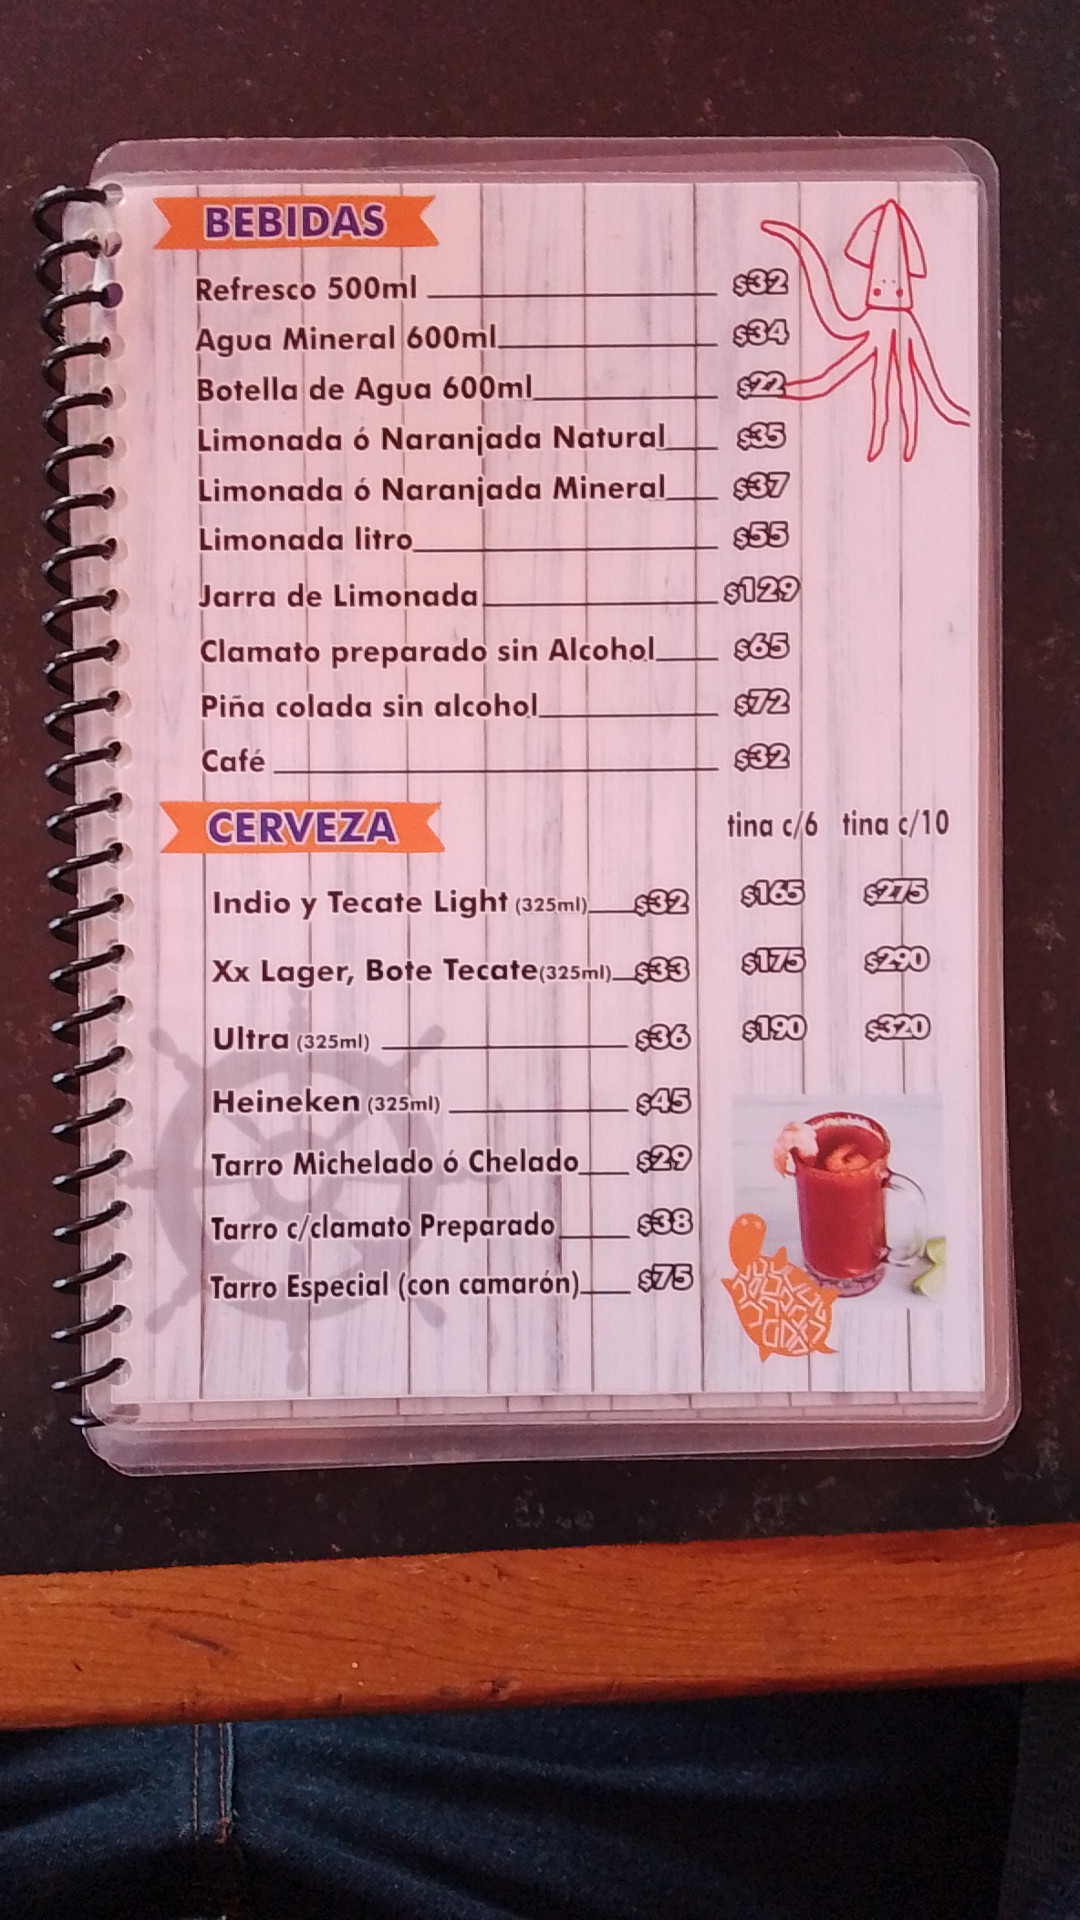 BEBIDAS
Refresco 500ml $32
Agua Mineral 600ml $34
Botella de Agua 600ml $22
Limonada ó Naranjada Natural $35
Limonada ó Naranjada Mineral $37
Limonada litro $55
Jarra de Limonada $129
Clamato preparado sin Alcohol $65
Piña colada sin alcohol $72
Café $32
CERVEZA tina c/6 tina c/10
Indio y Tecate Light (325ml) $32 $165 $275
Xx Lager, Bote Tecate(325ml) $33 $175 $290
Ultra (325ml) $36 $190 $320
Heineken (325ml) $45
Tarro Michelado ó Chelado $29
Tarro c/clamato Preparado $38
Tarro Especial (con camarón) $75